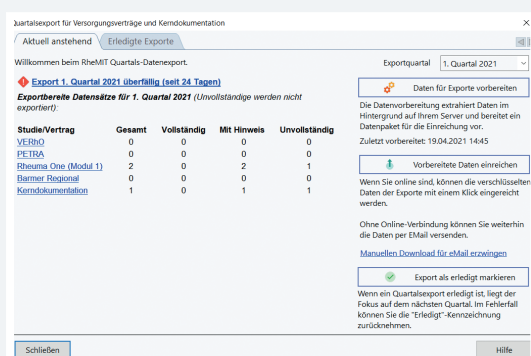 Quartalsexport für Versorgungsverträge und Kerndokumentation
Aktuell anstehend Erledigte Exporte
Willkommen beim RheMIT Quartals-Datenexport.
Exportquartal 1. Quartal 2021
Export 1. Quartal 2021 überfällig (seit 24 Tagen)
Exportbereite Datensätze für 1. Quartal 2021 (Unvollständige werden nicht
exportiert):
Studie/Vertrag Gesamt Vollständig Mit Hinweis Unvollständig
VERhO 0 0 0 0
PETRA 0 0 0 0
Rheuma One (Modul 1) 2 0 2 1
Barmer Regional 0 0 0 0
Kerndokumentation 1 0 1 1
Daten für Exporte vorbereiten
Die Datenvorbereitung extrahiert Daten im
Hintergrund auf Ihrem Server und bereitet ein
Datenpaket für die Einreichung vor.
Zuletzt vorbereitet: 19.04.2021 14:45
Vorbereitete Daten einreichen
Wenn Sie online sind, können die verschlüsselten
Daten der Exporte mit einem Klick eingereicht
werden.
Ohne Online-Verbindung können Sie weiterhin
die Daten per EMail versenden.
Manuellen Download für eMail erzwingen
Export als erledigt markieren
Wenn ein Quartalsexport erledigt ist, liegt der
Fokus auf dem nächsten Quartal. Im Fehlerfall
können Sie die "Erledigt"-Kennzeichnung
zurücknehmen.
Schließen
Hilfe